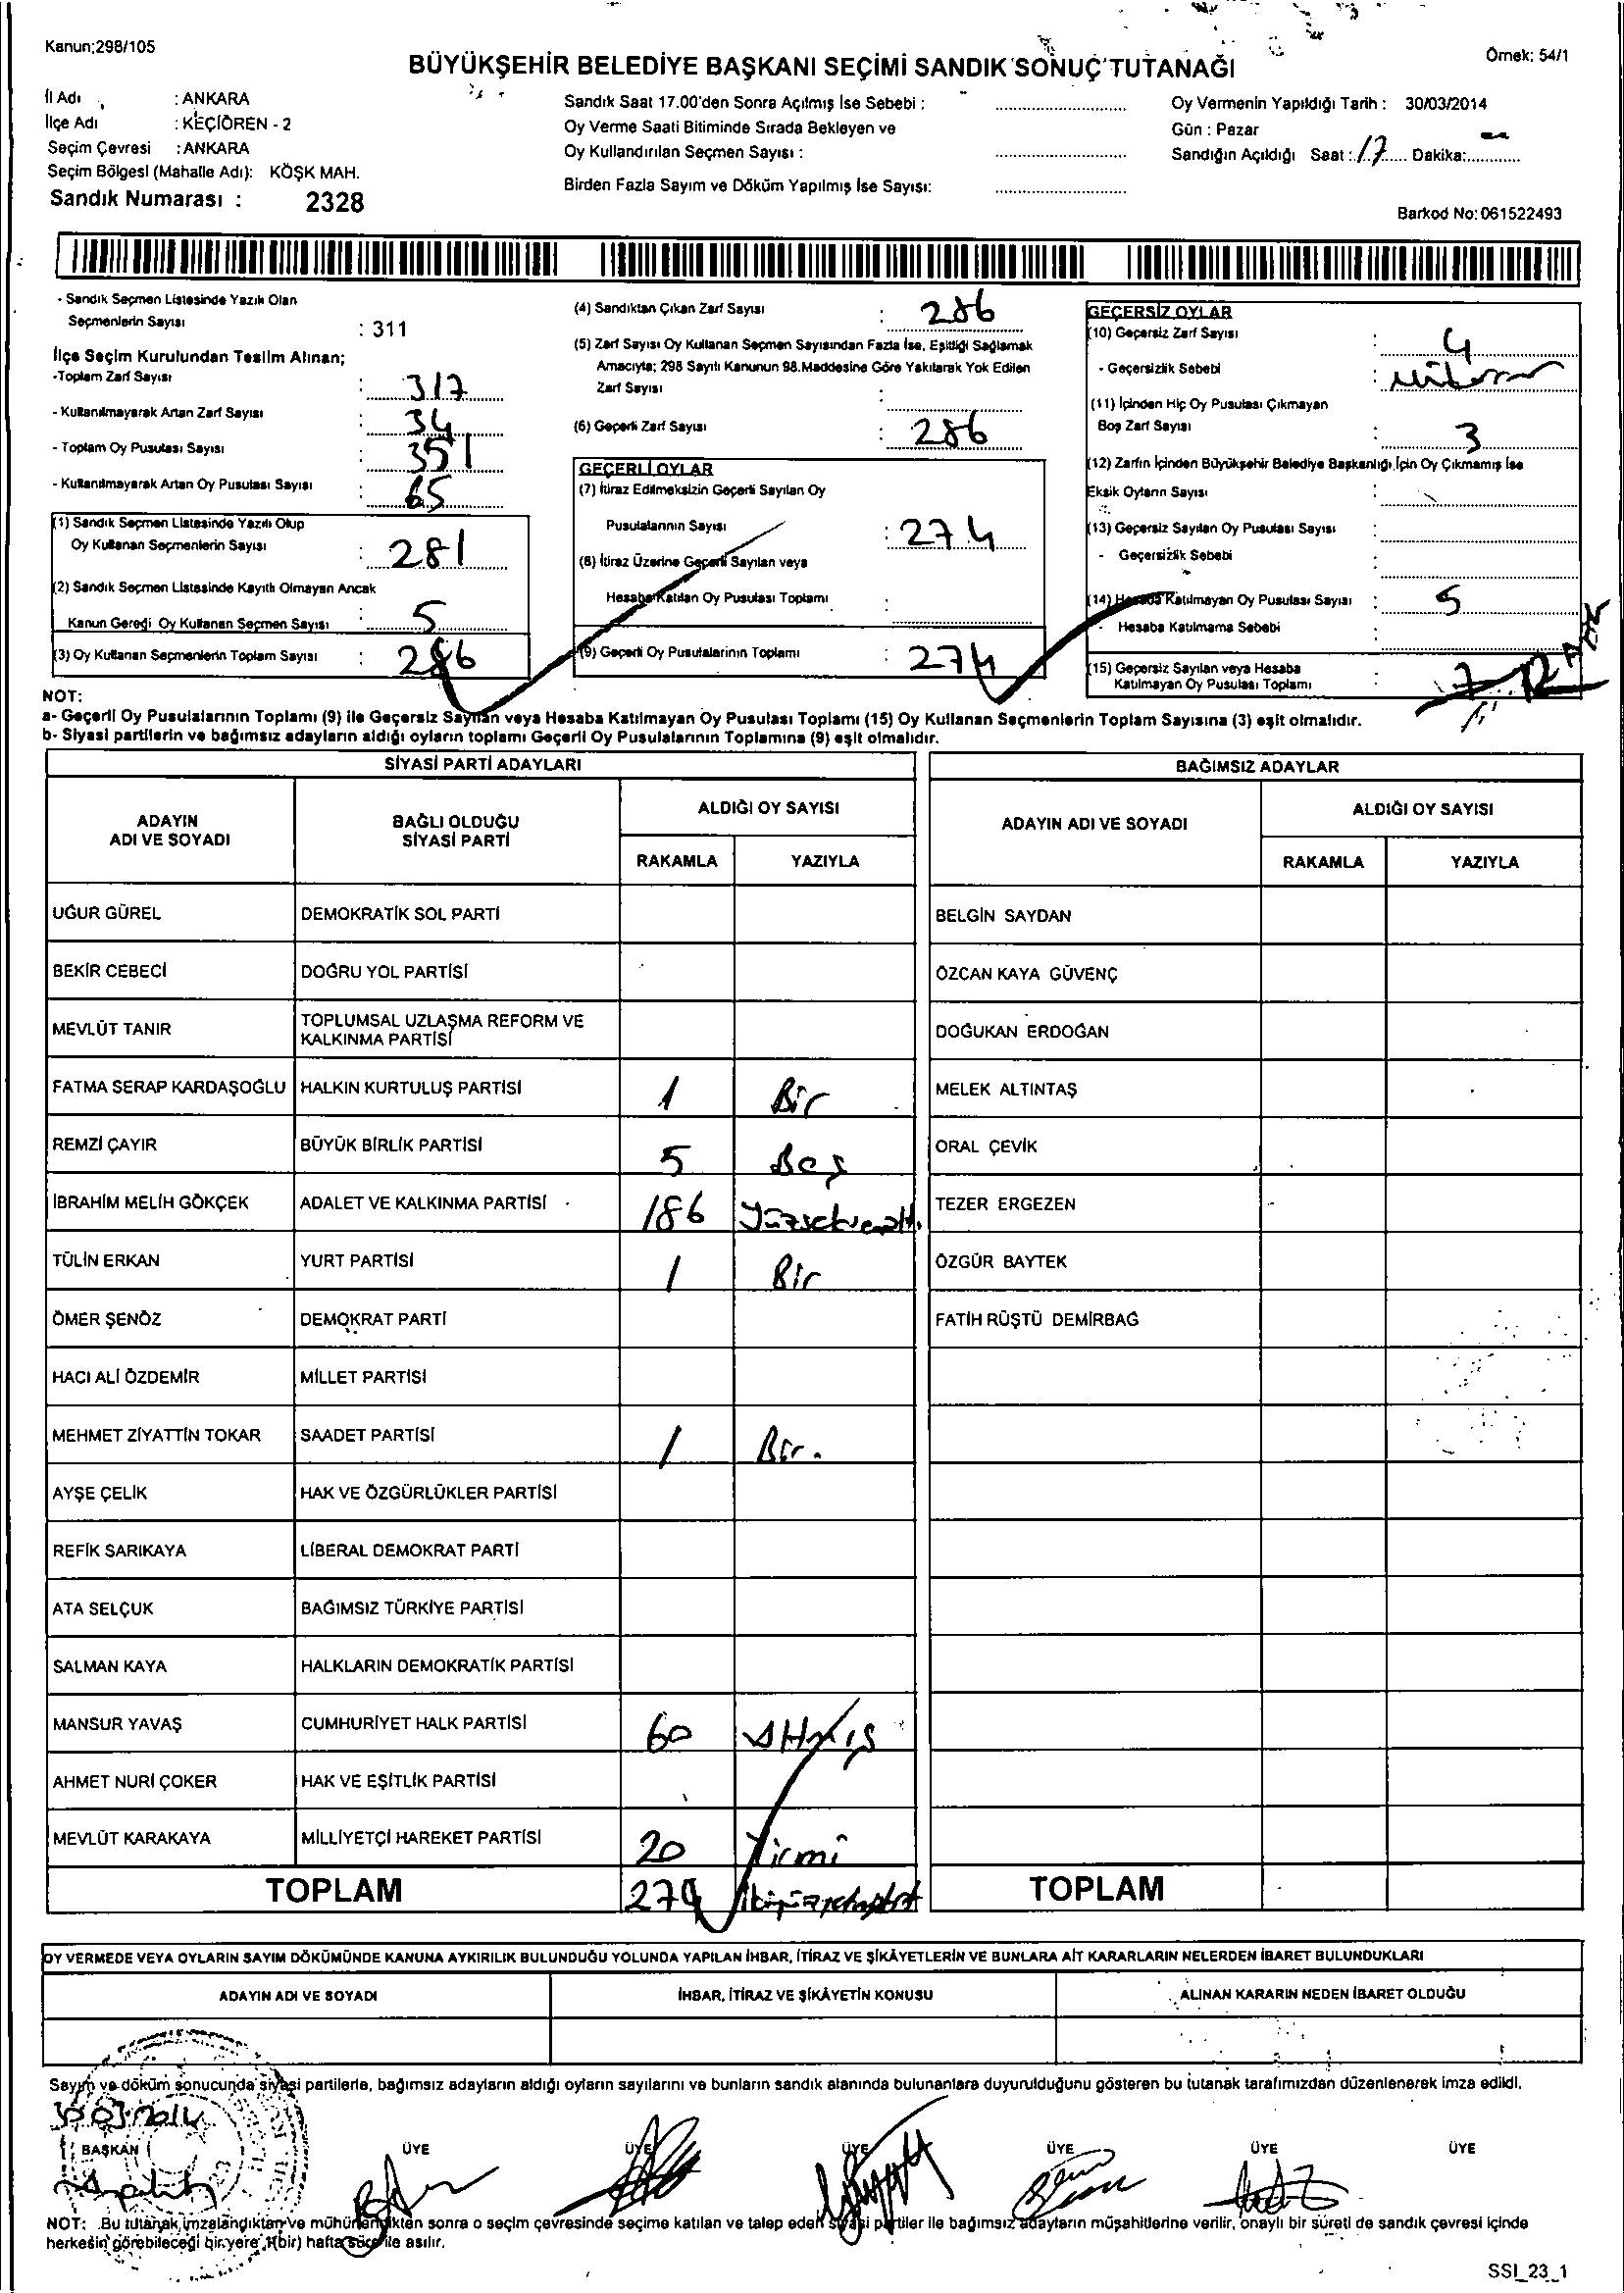 Kanun;298/105
BÜYÜKŞEHİR BELEDİYE BAŞKANI SEÇİMİ SANDIK SONUÇ TUTANAĞI
Örnek: 54/1
İl Adı : ANKARA
İlçe Adı : KEÇİÖREN - 2
Seçim Çevresi : ANKARA
Seçim Bölgesi (Mahalle Adı): KÖŞK MAH.
Sandık Numarası : 2328
Sandık Saat 17.00'den Sonra Açılmış İse Sebebi :
Oy Verme Saati Bitiminde Sırada Bekleyen ve
Oy Kullandırılan Seçmen Sayısı :
Birden Fazla Sayım ve Döküm Yapılmış İse Sayısı:
Oy Vermenin Yapıldığı Tarih : 30/03/2014
Gün : Pazar
Sandığın Açıldığı Saat : 17 Dakika:
Barkod No: 061522493
- Sandık Seçmen Listesinde Yazılı Olan
Seçmenlerin Sayısı : 311
İlçe Seçim Kurulundan Teslim Alınan;
-Toplam Zarf Sayısı : 317
- Kullanılmayarak Artan Zarf Sayısı : 34
- Toplam Oy Pusulası Sayısı : 351
- Kullanılmayarak Artan Oy Pusulası Sayısı : 65
(1) Sandık Seçmen Listesinde Yazılı Olup
Oy Kullanan Seçmenlerin Sayısı : 281
(2) Sandık Seçmen Listesinde Kayıtlı Olmayan Ancak
Kanun Gereği Oy Kullanan Seçmen Sayısı : 5
(3) Oy Kullanan Seçmenlerin Toplam Sayısı : 286
(4) Sandıktan Çıkan Zarf Sayısı : 286
(5) Zarf Sayısı Oy Kullanan Seçmen Sayısından Fazla İse, Eşitliği Sağlamak
Amacıyla; 298 Sayılı Kanunun 98.Maddesine Göre Yakılarak Yok Edilen
Zarf Sayısı :
(6) Geçerli Zarf Sayısı : 286
GEÇERLİ OYLAR
(7) İtiraz Edilmeksizin Geçerli Sayılan Oy
Pusulalarının Sayısı : 274
(8) İtiraz Üzerine Geçerli Sayılan veya
Hesaba Katılan Oy Pusulası Toplamı :
(9) Geçerli Oy Pusulalarının Toplamı : 274
GEÇERSİZ OYLAR
(10) Geçersiz Zarf Sayısı : 4
- Geçersizlik Sebebi :
(11) İçinden Hiç Oy Pusulası Çıkmayan
Boş Zarf Sayısı : 3
(12) Zarfın İçinden Büyükşehir Belediye Başkanlığı İçin Oy Çıkmamış İse
Eksik Oyların Sayısı :
(13) Geçersiz Sayılan Oy Pusulası Sayısı :
- Geçersizlik Sebebi
(14) Hesaba Katılmayan Oy Pusulası Sayısı : 5
- Hesaba Katılmama Sebebi :
(15) Geçersiz Sayılan veya Hesaba
Katılmayan Oy Pusulası Toplamı : 12
NOT:
a- Geçerli Oy Pusulalarının Toplamı (9) ile Geçersiz Sayılan veya Hesaba Katılmayan Oy Pusulası Toplamı (15) Oy Kullanan Seçmenlerin Toplam Sayısına (3) eşit olmalıdır.
b- Siyasi partilerin ve bağımsız adayların aldığı oyların toplamı Geçerli Oy Pusulalarının Toplamına (9) eşit olmalıdır.
SİYASİ PARTİ ADAYLARI
ADAYIN ADI VE SOYADI BAĞLI OLDUĞU SİYASİ PARTİ ALDIĞI OY SAYISI
RAKAMLA YAZIYLA
UĞUR GÜREL DEMOKRATİK SOL PARTİ
BEKİR CEBECİ DOĞRU YOL PARTİSİ
MEVLÜT TANIR TOPLUMSAL UZLAŞMA REFORM VE KALKINMA PARTİSİ
FATMA SERAP KARDAŞOĞLU HALKIN KURTULUŞ PARTİSİ 1 Bir
REMZİ ÇAYIR BÜYÜK BİRLİK PARTİSİ 5 Beş
İBRAHİM MELİH GÖKÇEK ADALET VE KALKINMA PARTİSİ 186 Yüzseksenaltı
TÜLİN ERKAN YURT PARTİSİ 1 Bir
ÖMER ŞENÖZ DEMOKRAT PARTİ
HACI ALİ ÖZDEMİR MİLLET PARTİSİ
MEHMET ZİYATTİN TOKAR SAADET PARTİSİ 1 Bir.
AYŞE ÇELİK HAK VE ÖZGÜRLÜKLER PARTİSİ
REFİK SARIKAYA LİBERAL DEMOKRAT PARTİ
ATA SELÇUK BAĞIMSIZ TÜRKİYE PARTİSİ
SALMAN KAYA HALKLARIN DEMOKRATİK PARTİSİ
MANSUR YAVAŞ CUMHURİYET HALK PARTİSİ 60 Altmış
AHMET NURİ ÇOKER HAK VE EŞİTLİK PARTİSİ
MEVLÜT KARAKAYA MİLLİYETÇİ HAREKET PARTİSİ 20 Yirmi
TOPLAM 274 İkiyüzyetmişdört
BAĞIMSIZ ADAYLAR
ADAYIN ADI VE SOYADI ALDIĞI OY SAYISI
RAKAMLA YAZIYLA
BELGİN SAYDAN
ÖZCAN KAYA GÜVENÇ
DOĞUKAN ERDOĞAN
MELEK ALTINTAŞ
ORAL ÇEVİK
TEZER ERGEZEN
ÖZGÜR BAYTEK
FATİH RÜŞTÜ DEMİRBAĞ
TOPLAM
OY VERMEDE VEYA OYLARIN SAYIM DÖKÜMÜNDE KANUNA AYKIRILIK BULUNDUĞU YOLUNDA YAPILAN İHBAR, İTİRAZ VE ŞİKÂYETLERİN VE BUNLARA AİT KARARLARIN NELERDEN İBARET BULUNDUKLARI
ADAYIN ADI VE SOYADI İHBAR, İTİRAZ VE ŞİKÂYETİN KONUSU ALINAN KARARIN NEDEN İBARET OLDUĞU
Sayım ve döküm sonucunda siyasi partilerle, bağımsız adayların aldığı oyların sayılarını ve bunların sandık alanında bulunanlara duyurulduğunu gösteren bu tutanak tarafımızdan düzenlenerek imza edildi.
30.03.2014
BAŞKAN ÜYE ÜYE ÜYE ÜYE ÜYE ÜYE
NOT: Bu tutanak, imzalandıktan ve mühürlendikten sonra o seçim çevresinde seçime katılan ve talep eden siyasi partiler ile bağımsız adayların müşahitlerine verilir, onaylı bir sureti de sandık çevresi içinde
herkesin görebileceği bir yere 1(bir) hafta süre ile asılır.
SSI_23_1